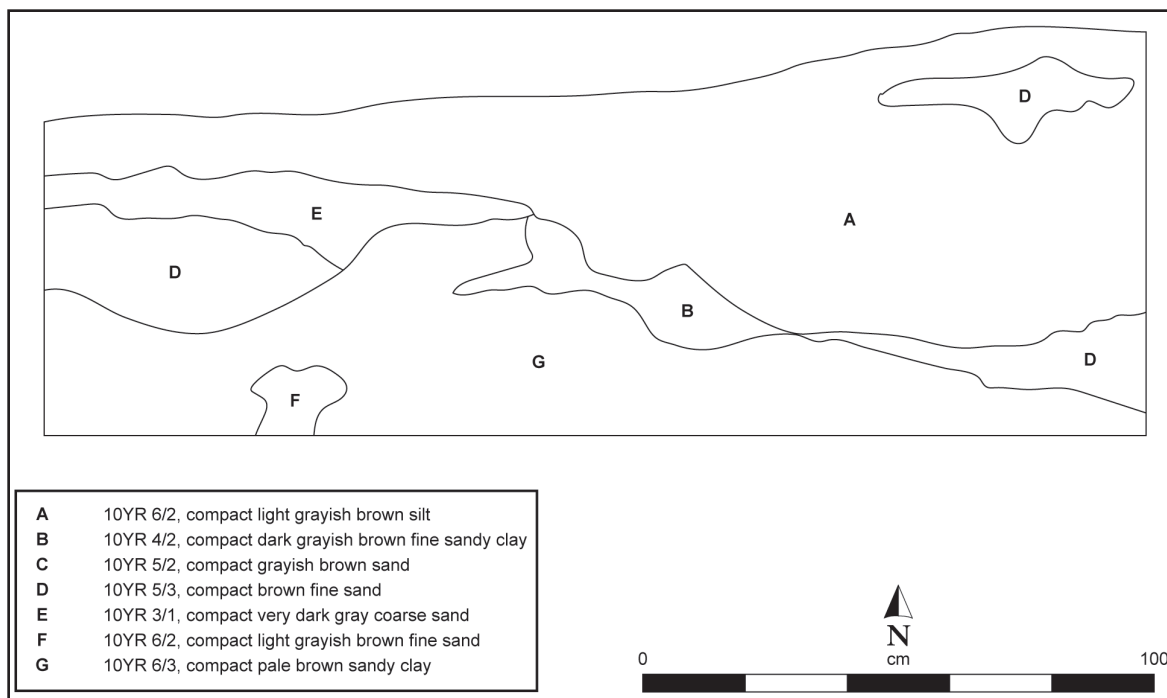 D
A
E
D
B
G
D
F
A 10YR 6/2, compact light grayish brown silt
B 10YR 4/2, compact dark grayish brown fine sandy clay
C 10YR 5/2, compact grayish brown sand
D 10YR 5/3, compact brown fine sand
E 10YR 3/1, compact very dark gray coarse sand
F 10YR 6/2, compact light grayish brown fine sand
G 10YR 6/3, compact pale brown sandy clay
N
0 cm 100